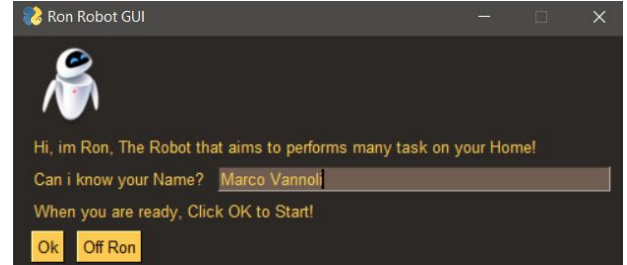 Ron Robot GUI
Hi, im Ron, The Robot that aims to performs many task on your Home!
Can i know your Name? Marco Vannoli
When you are ready, Click OK to Start!
Ok Off Ron